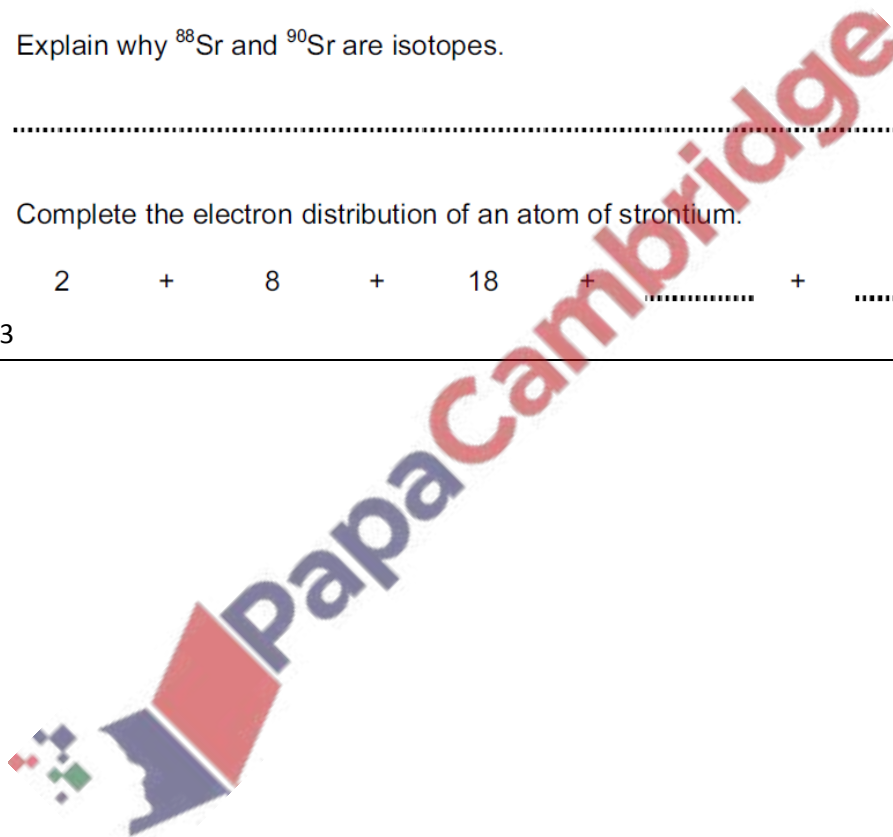 Explain why ⁸⁸Sr and ⁹⁰Sr are isotopes.
Complete the electron distribution of an atom of strontium.
2 + 8 + 18 + ............ + ....
3
PapaCambridge